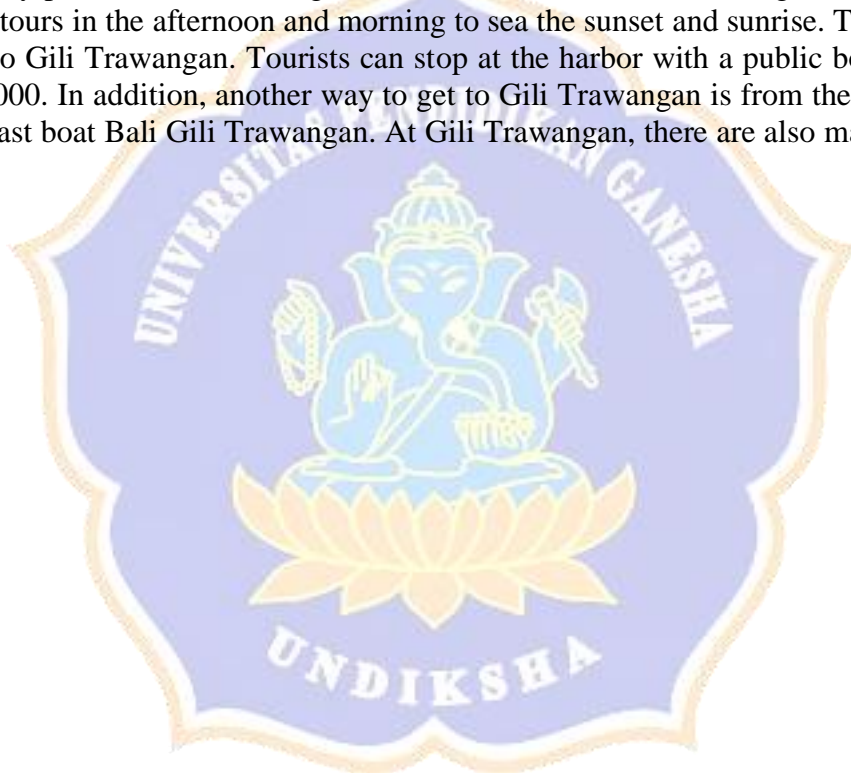 tours in the afternoon and morning to sea the sunset and sunrise. T
o Gili Trawangan. Tourists can stop at the harbor with a public b
000. In addition, another way to get to Gili Trawangan is from the
ast boat Bali Gili Trawangan. At Gili Trawangan, there are also ma
UNIVERSITAS PENDIDIKAN GANESHA
UNDIKSHA